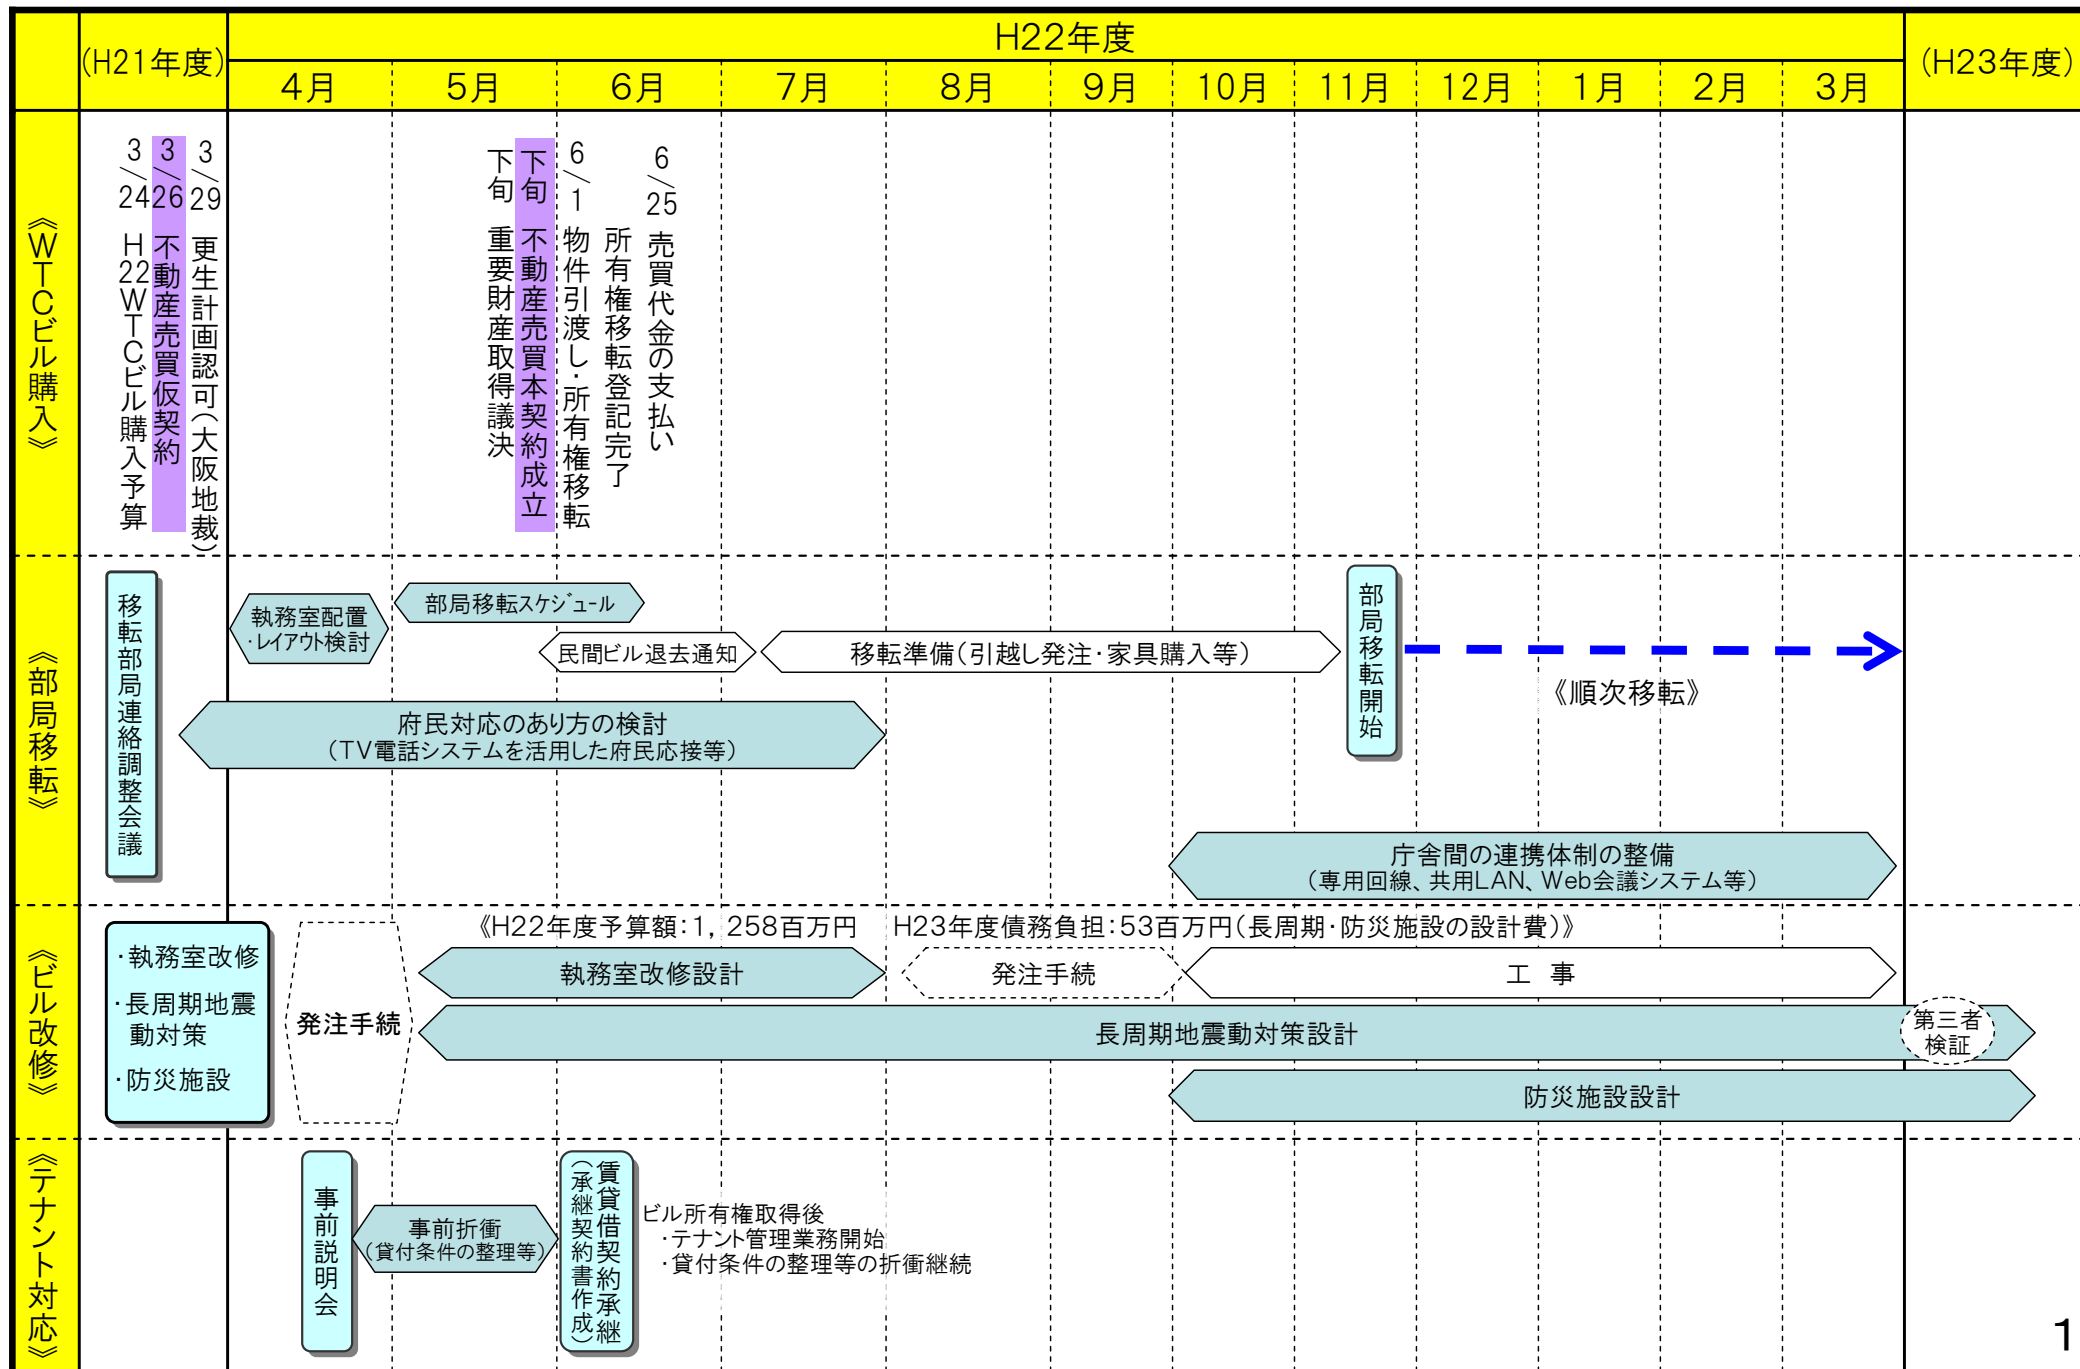 (H21年度)
H22年度
(H23年度)
4月
5月
6月
7月
8月
9月
10月
11月
12月
1月
2月
3月
《WTCビル購入》
3/24 H22WTCビル購入予算
3/26 不動産売買仮契約
3/29 更生計画認可(大阪地裁)
下旬 重要財産取得議決
下旬 不動産売買本契約成立
6/1 物件引渡し・所有権移転
所有権移転登記完了
6/25 売買代金の支払い
《部局移転》
移転部局連絡調整会議
執務室配置
・レイアウト検討
部局移転スケジュール
民間ビル退去通知
移転準備(引越し発注・家具購入等)
部局移転開始
《順次移転》
府民対応のあり方の検討
(TV電話システムを活用した府民応接等)
庁舎間の連携体制の整備
(専用回線、共用LAN、Web会議システム等)
《ビル改修》
・執務室改修
・長周期地震
動対策
・防災施設
発注手続
《H22年度予算額:1,258百万円 H23年度債務負担:53百万円(長周期・防災施設の設計費)》
執務室改修設計
発注手続
工 事
長周期地震動対策設計
第三者
検証
防災施設設計
《テナント対応》
事前説明会
事前折衝
(貸付条件の整理等)
賃貸借契約承継
(承継契約書作成)
ビル所有権取得後
・テナント管理業務開始
・貸付条件の整理等の折衝継続
1